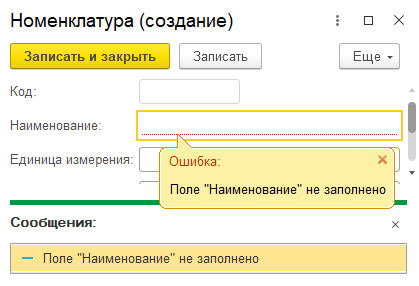 Номенклатура (создание)
Записать и закрыть
Записать
Еще
Код:
Наименование:
Единица измерения:
Ошибка:
Поле "Наименование" не заполнено
Сообщения:
Поле "Наименование" не заполнено